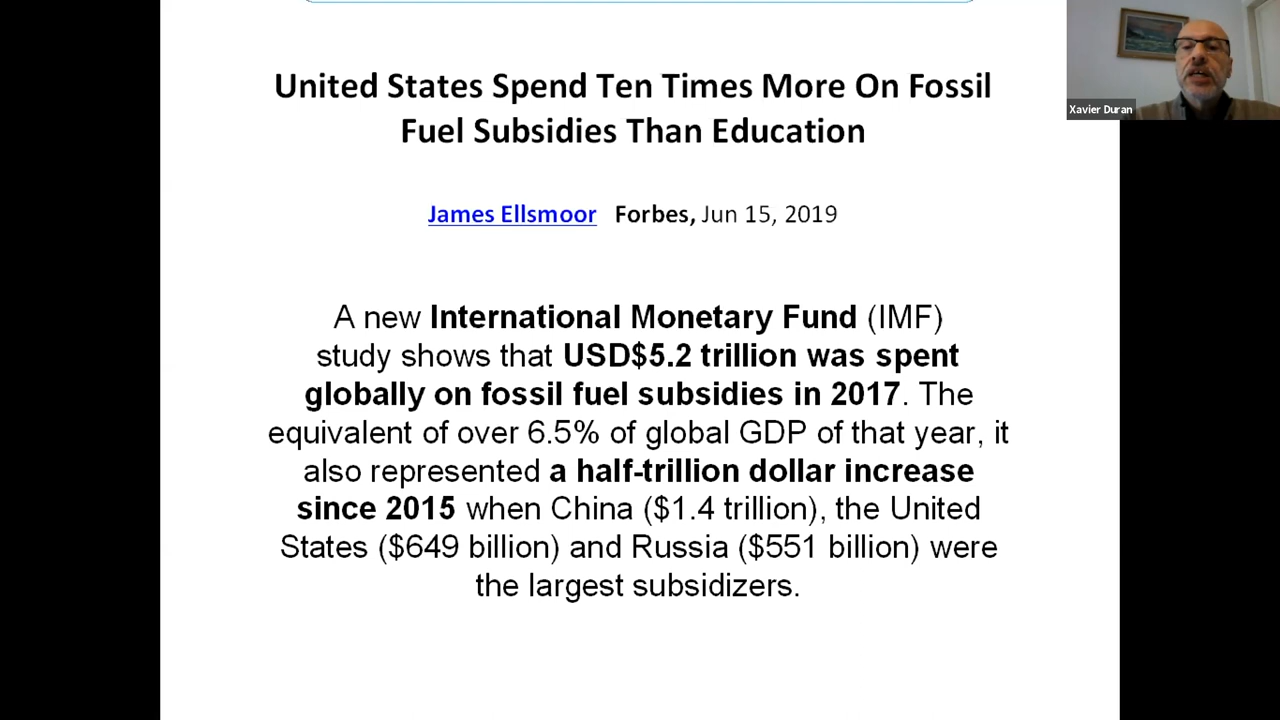 United States Spend Ten Times More On Fossil
Fuel Subsidies Than Education
James Ellsmoor Forbes, Jun 15, 2019
A new International Monetary Fund (IMF)
study shows that USD$5.2 trillion was spent
globally on fossil fuel subsidies in 2017. The
equivalent of over 6.5% of global GDP of that year, it
also represented a half-trillion dollar increase
since 2015 when China ($1.4 trillion), the United
States ($649 billion) and Russia ($551 billion) were
the largest subsidizers.
Xavier Duran